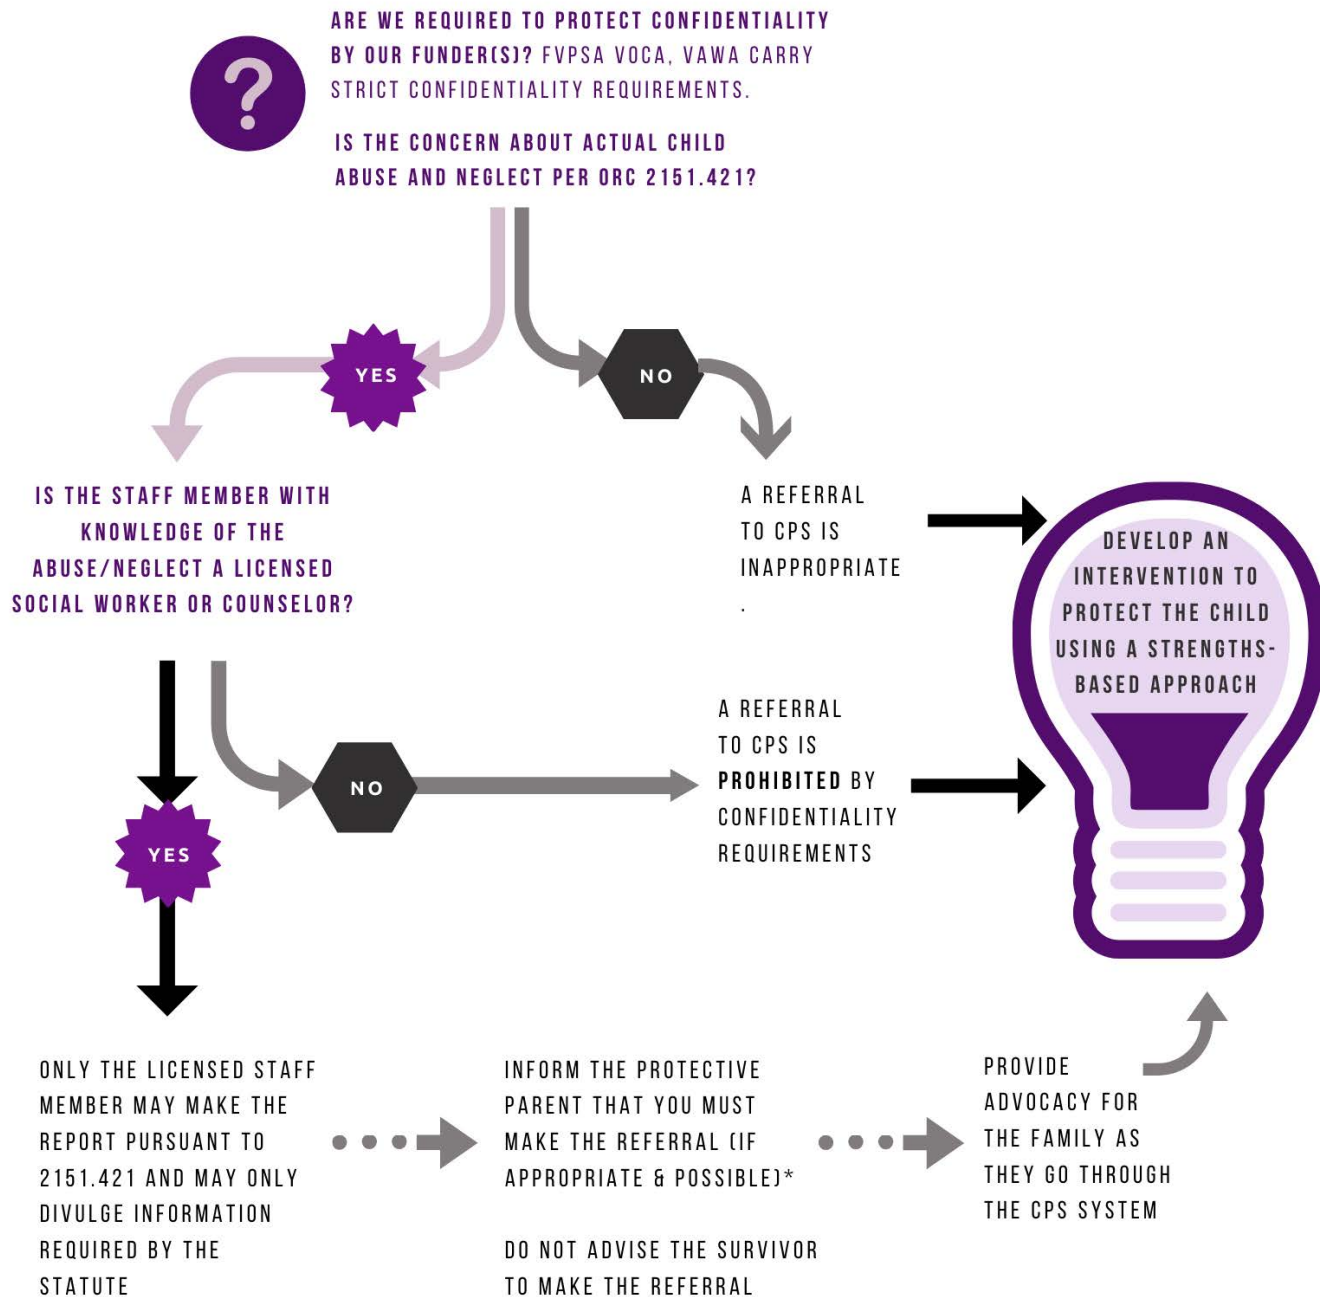 ?
ARE WE REQUIRED TO PROTECT CONFIDENTIALITY
BY OUR FUNDER(S)? FVPSA VOCA, VAWA CARRY
STRICT CONFIDENTIALITY REQUIREMENTS.
IS THE CONCERN ABOUT ACTUAL CHILD
ABUSE AND NEGLECT PER ORC 2151.421?
YES
NO
IS THE STAFF MEMBER WITH
KNOWLEDGE OF THE
ABUSE/NEGLECT A LICENSED
SOCIAL WORKER OR COUNSELOR?
A REFERRAL
TO CPS IS
INAPPROPRIATE
.
DEVELOP AN
INTERVENTION TO
PROTECT THE CHILD
USING A STRENGTHS-
BASED APPROACH
NO
A REFERRAL
TO CPS IS
PROHIBITED BY
CONFIDENTIALITY
REQUIREMENTS
YES
ONLY THE LICENSED STAFF
MEMBER MAY MAKE THE
REPORT PURSUANT TO
2151.421 AND MAY ONLY
DIVULGE INFORMATION
REQUIRED BY THE
STATUTE
INFORM THE PROTECTIVE
PARENT THAT YOU MUST
MAKE THE REFERRAL (IF
APPROPRIATE & POSSIBLE)*
DO NOT ADVISE THE SURVIVOR
TO MAKE THE REFERRAL
PROVIDE
ADVOCACY FOR
THE FAMILY AS
THEY GO THROUGH
THE CPS SYSTEM